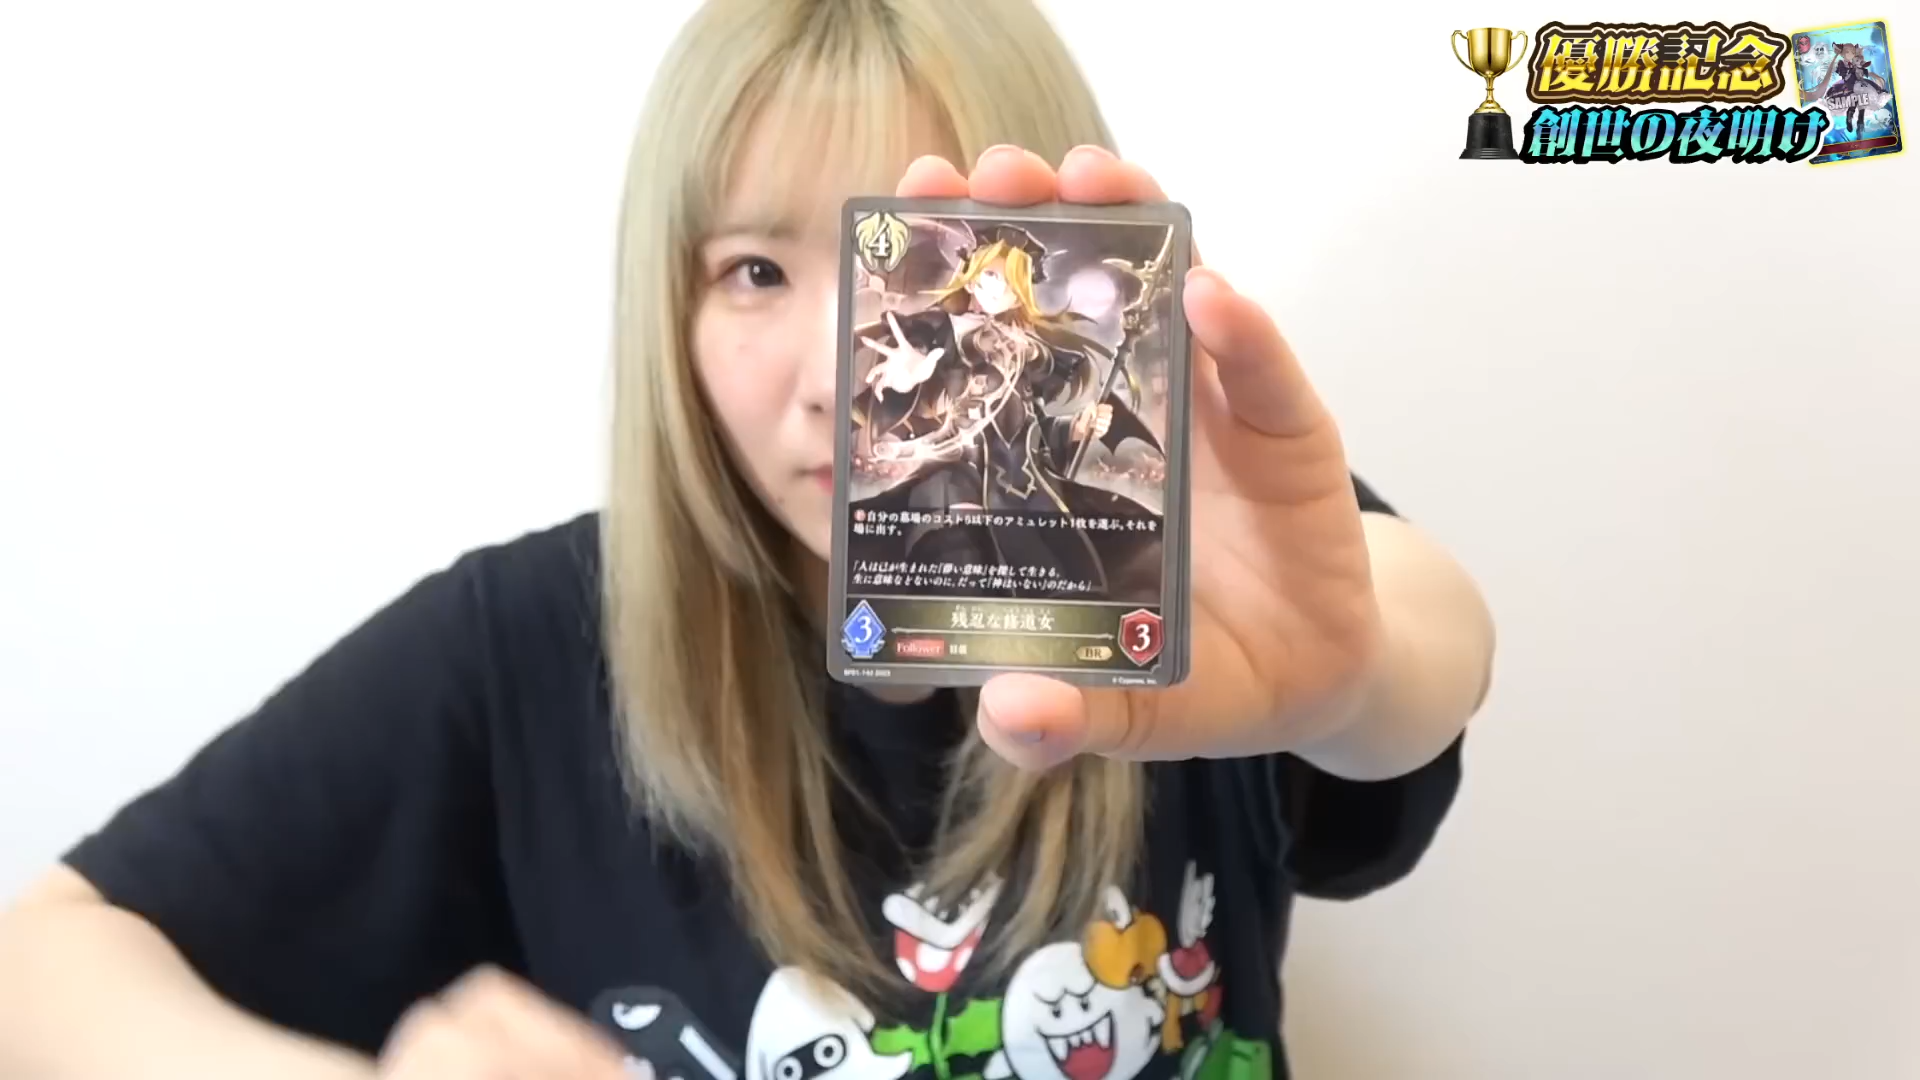 優勝記念
創世の夜明け
SAMPLE
4
自分の墓場のコスト5以下のアミュレット1枚を選ぶ。それを
場に出す。
「人は己が生まれた「儚い意味」を探して生きる。
生に意味などないのに。だって「神はいない」のだから」
残忍な修道女
3
Follower
BR
3
© Cygames, Inc.